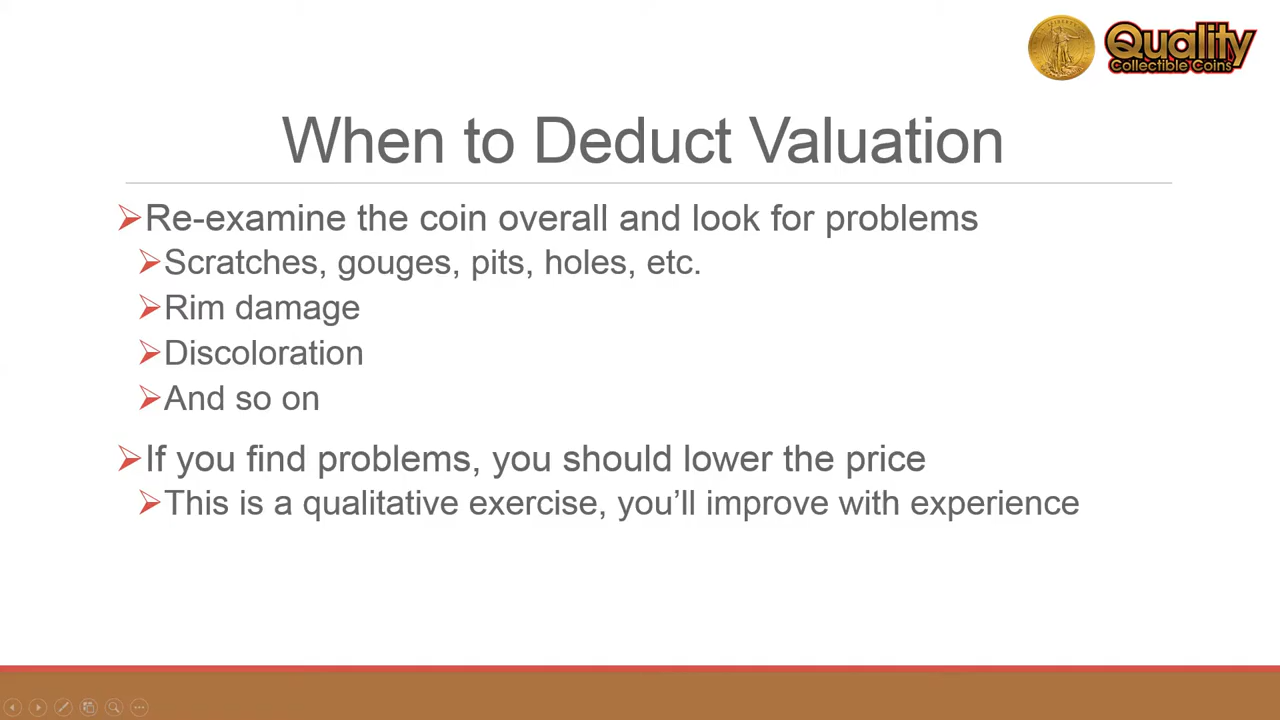 Quality
Collectible Coins
When to Deduct Valuation
Re-examine the coin overall and look for problems
Scratches, gouges, pits, holes, etc.
Rim damage
Discoloration
And so on
If you find problems, you should lower the price
This is a qualitative exercise, you’ll improve with experience